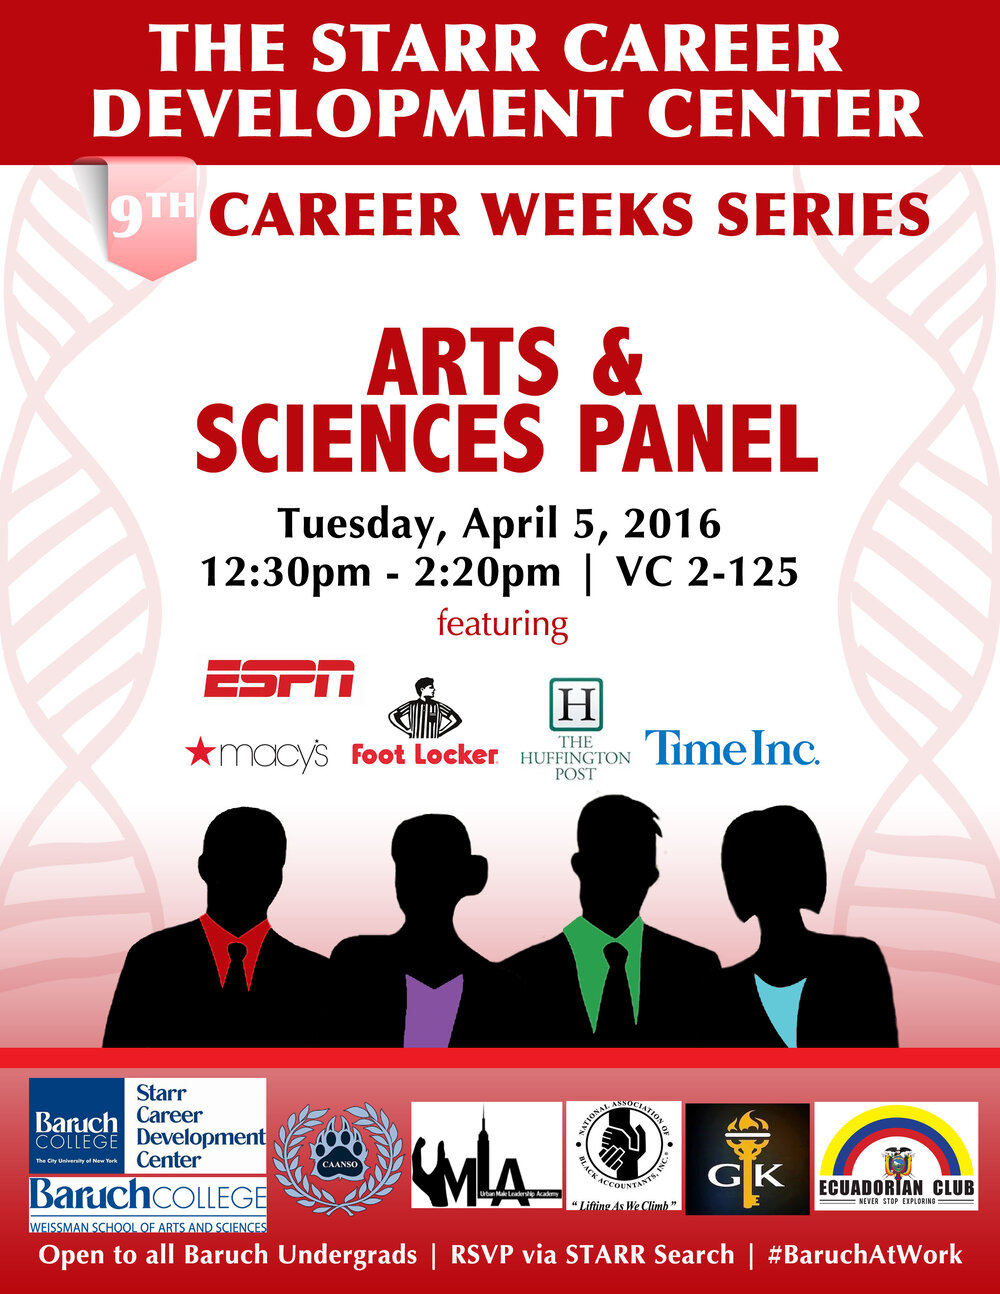 THE STARR CAREER
DEVELOPMENT CENTER
9TH CAREER WEEKS SERIES
ARTS &
SCIENCES PANEL
Tuesday, April 5, 2016
12:30pm - 2:20pm | VC 2-125
featuring
ESPN
macy's
Foot Locker
H
THE
HUFFINGTON
POST
Time Inc.
Baruch
COLLEGE
The City University of New York
Starr
Career
Development
Center
Baruch COLLEGE
WEISSMAN SCHOOL OF ARTS AND SCIENCES
CAANSO
UMLA
Urban Male Leadership Academy
NATIONAL ASSOCIATION OF
BLACK ACCOUNTANTS, INC.®
"Lifting As We Climb"
GK
ECUADORIAN CLUB
NEVER STOP EXPLORING
Open to all Baruch Undergrads | RSVP via STARR Search | #BaruchAtWork